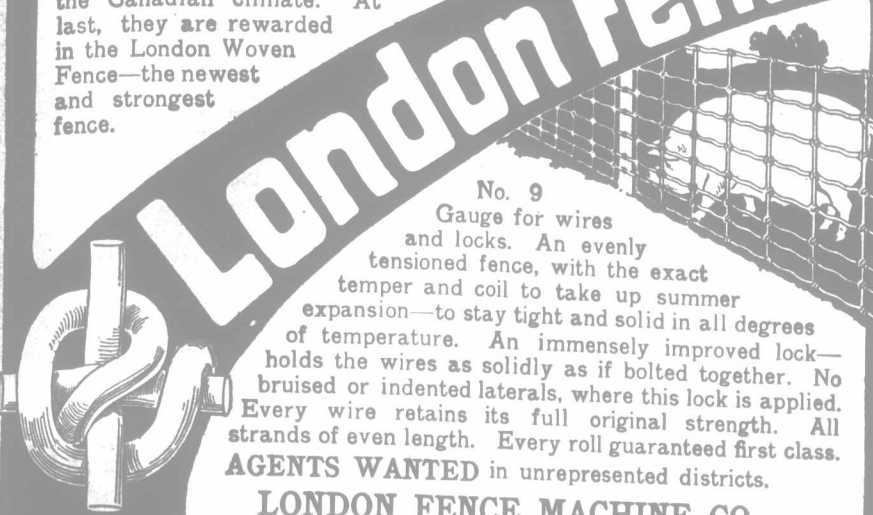 the Canadian climate. At
last, they are rewarded
in the London Woven
Fence—the newest
and strongest
fence.
London Fence
No. 9
Gauge for wires
and locks. An evenly
tensioned fence, with the exact
temper and coil to take up summer
expansion—to stay tight and solid in all degrees
of temperature. An immensely improved lock—
holds the wires as solidly as if bolted together. No
bruised or indented laterals, where this lock is applied.
Every wire retains its full original strength. All
strands of even length. Every roll guaranteed first class.
AGENTS WANTED in unrepresented districts.
LONDON FENCE MACHINE CO